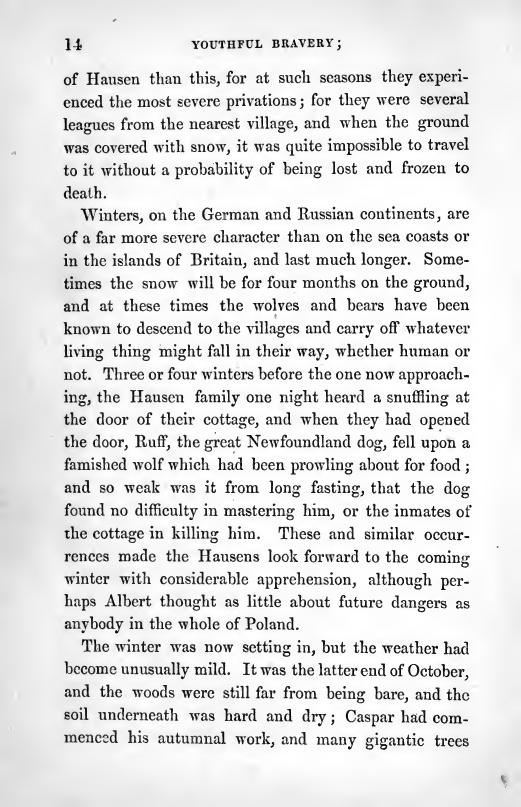 14 YOUTHFUL BRAVERY;
of Hausen than this, for at such seasons they experi-
enced the most severe privations; for they were several
leagues from the nearest village, and when the ground
was covered with snow, it was quite impossible to travel
to it without a probability of being lost and frozen to
death.
Winters, on the German and Russian continents, are
of a far more severe character than on the sea coasts or
in the islands of Britain, and last much longer. Some-
times the snow will be for four months on the ground,
and at these times the wolves and bears have been
known to descend to the villages and carry off whatever
living thing might fall in their way, whether human or
not. Three or four winters before the one now approach-
ing, the Hausen family one night heard a snuffling at
the door of their cottage, and when they had opened
the door, Ruff, the great Newfoundland dog, fell upon a
famished wolf which had been prowling about for food;
and so weak was it from long fasting, that the dog
found no difficulty in mastering him, or the inmates of
the cottage in killing him. These and similar occur-
rences made the Hausens look forward to the coming
winter with considerable apprehension, although per-
haps Albert thought as little about future dangers as
anybody in the whole of Poland.
The winter was now setting in, but the weather had
become unusually mild. It was the latter end of October,
and the woods were still far from being bare, and the
soil underneath was hard and dry; Caspar had com-
menced his autumnal work, and many gigantic trees